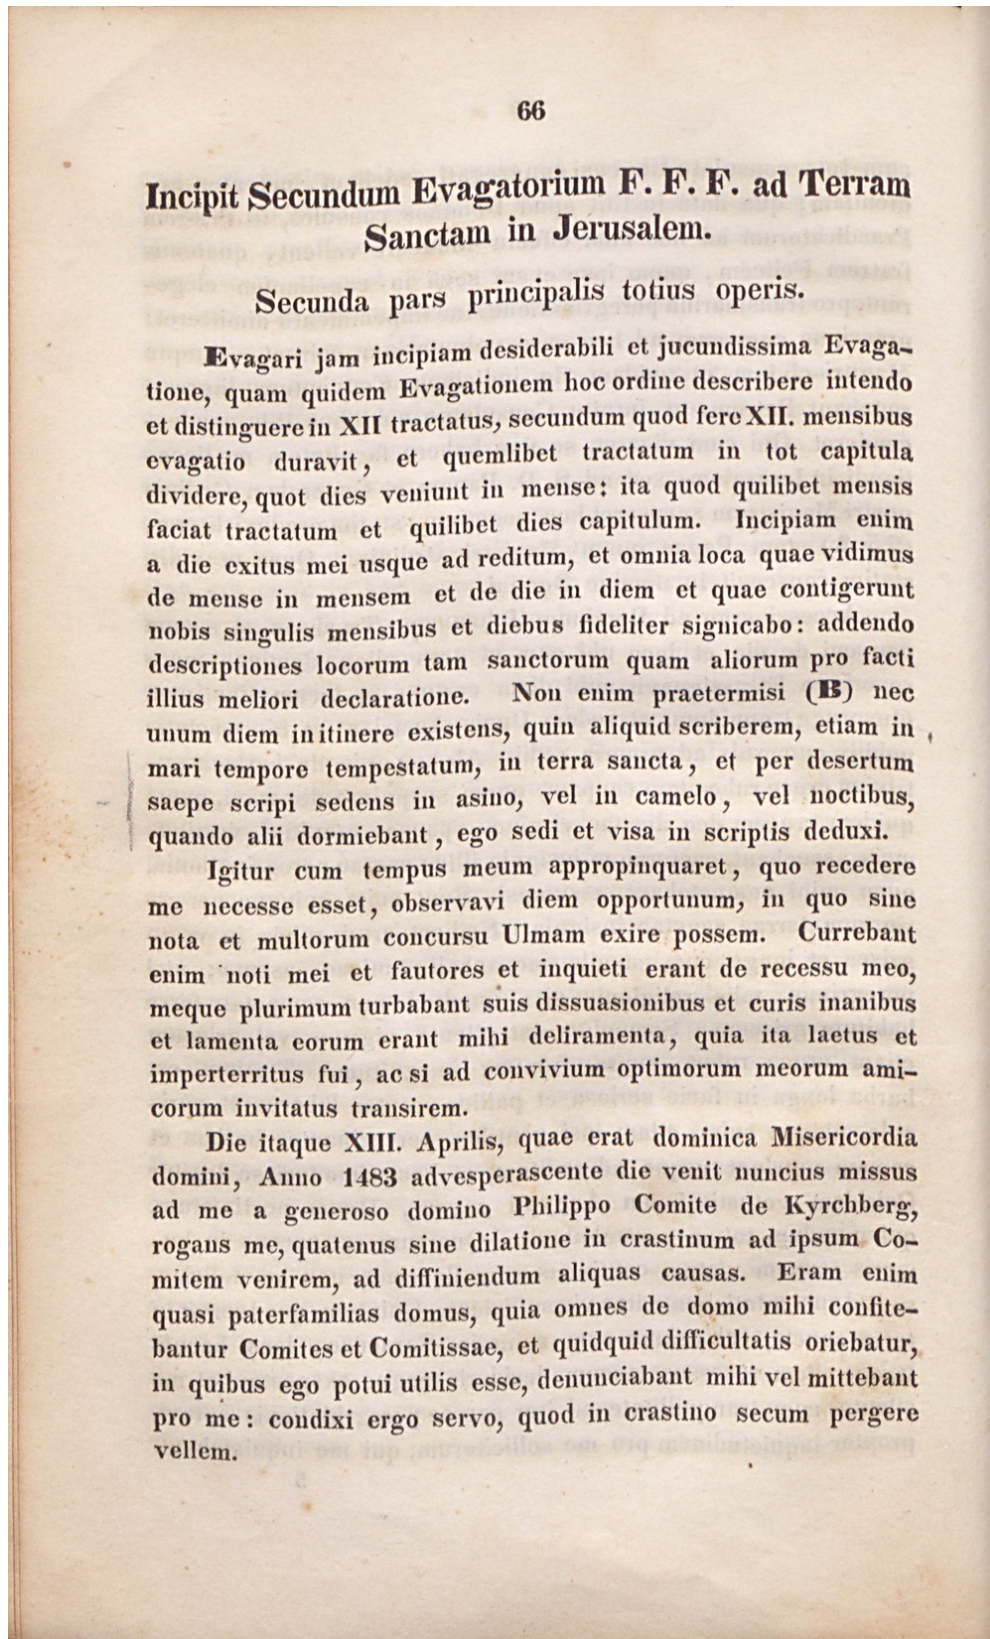 66
Incipit Secundum Evagatorium F. F. F. ad Terram
Sanctam in Jerusalem.
Secunda pars principalis totius operis.
Evagari jam incipiam desiderabili et jucundissima Evaga-
tione, quam quidem Evagationem hoc ordine describere intendo
et distinguere in XII tractatus, secundum quod fere XII. mensibus
evagatio duravit, et quemlibet tractatum in tot capitula
dividere, quot dies veniunt in mense: ita quod quilibet mensis
faciat tractatum et quilibet dies capitulum. Incipiam enim
a die exitus mei usque ad reditum, et omnia loca quae vidimus
de mense in mensem et de die in diem et quae contigerunt
nobis singulis mensibus et diebus fideliter signicabo: addendo
descriptiones locorum tam sanctorum quam aliorum pro facti
illius meliori declaratione. Non enim praetermisi (B) nec
unum diem in itinere existens, quin aliquid scriberem, etiam in
mari tempore tempestatum, in terra sancta, et per desertum
saepe scripi sedens in asino, vel in camelo, vel noctibus,
quando alii dormiebant, ego sedi et visa in scriptis deduxi.
Igitur cum tempus meum appropinquaret, quo recedere
me necesse esset, observavi diem opportunum, in quo sine
nota et multorum concursu Ulmam exire possem. Currebant
enim noti mei et fautores et inquieti erant de recessu meo,
meque plurimum turbabant suis dissuasionibus et curis inanibus
et lamenta eorum erant mihi deliramenta, quia ita laetus et
imperterritus fui, ac si ad convivium optimorum meorum ami-
corum invitatus transirem.
Die itaque XIII. Aprilis, quae erat dominica Misericordia
domini, Anno 1483 advesperascente die venit nuncius missus
ad me a generoso domino Philippo Comite de Kyrchberg,
rogans me, quatenus sine dilatione in crastinum ad ipsum Co-
mitem venirem, ad diffiniendum aliquas causas. Eram enim
quasi paterfamilias domus, quia omnes de domo mihi confite-
bantur Comites et Comitissae, et quidquid difficultatis oriebatur,
in quibus ego potui utilis esse, denunciabant mihi vel mittebant
pro me: condixi ergo servo, quod in crastino secum pergere
vellem.